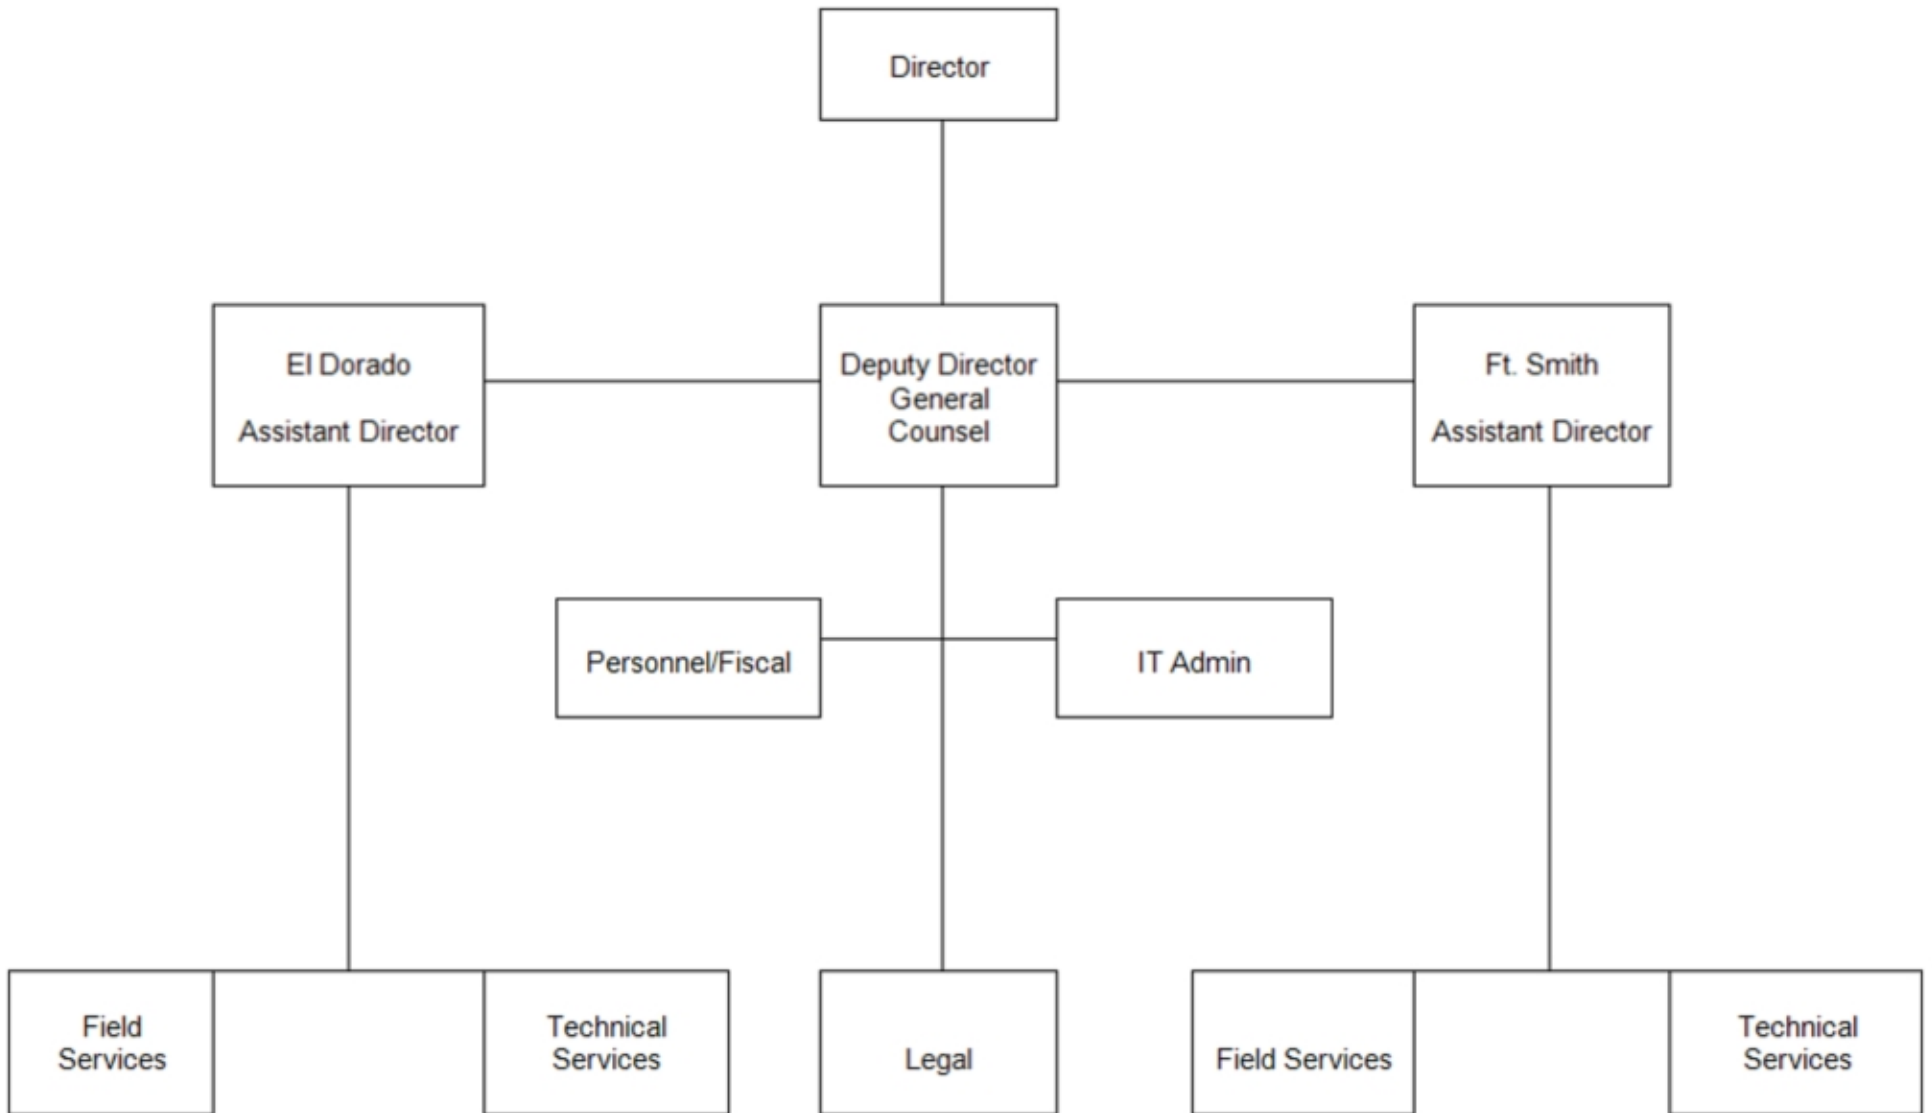 Director
El Dorado
Assistant Director
Deputy Director
General
Counsel
Ft. Smith
Assistant Director
Personnel/Fiscal
IT Admin
Field
Services
Technical
Services
Legal
Field Services
Technical
Services